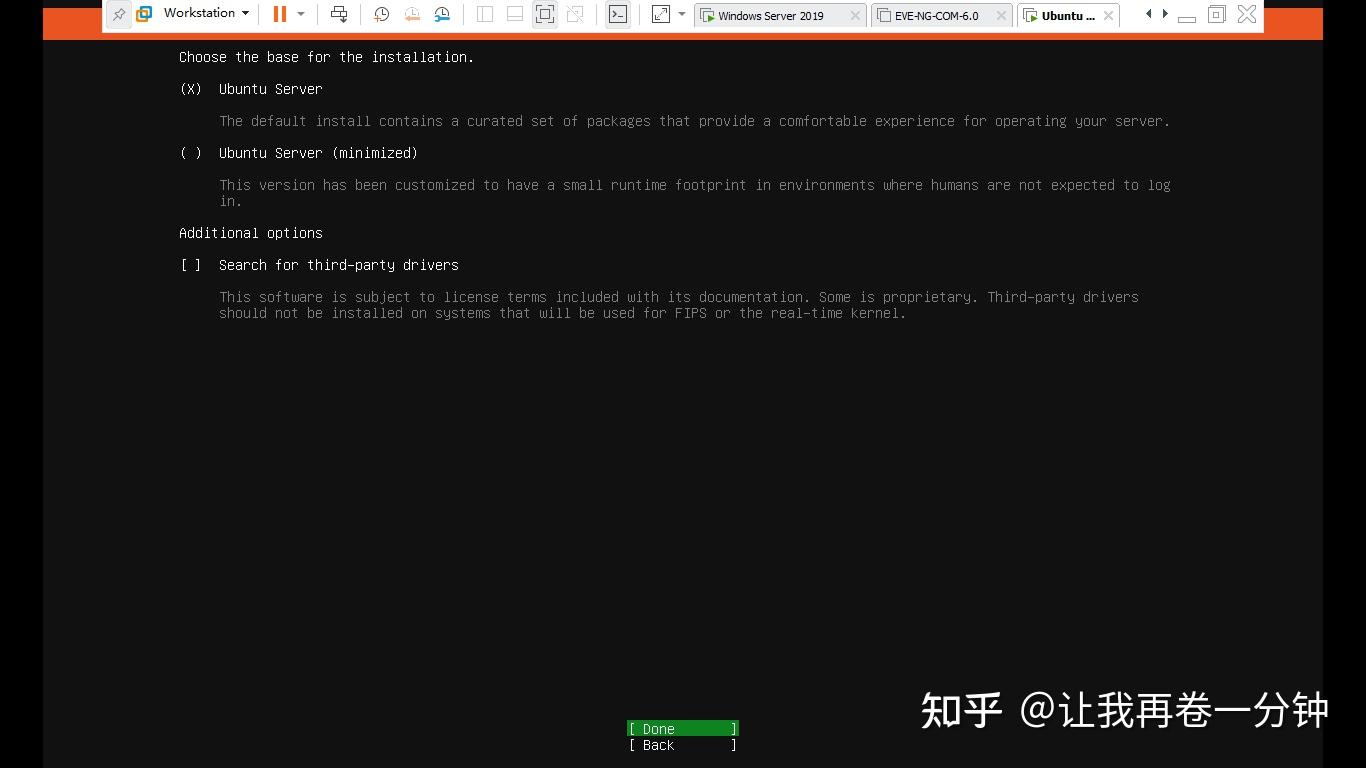 Workstation
Windows Server 2019
EVE-NG-COM-6.0
Ubuntu ...
Choose the base for the installation.
(X) Ubuntu Server
The default install contains a curated set of packages that provide a comfortable experience for operating your server.
( ) Ubuntu Server (minimized)
This version has been customized to have a small runtime footprint in environments where humans are not expected to log
in.
Additional options
[ ] Search for third-party drivers
This software is subject to license terms included with its documentation. Some is proprietary. Third-party drivers
should not be installed on systems that will be used for FIPS or the real-time kernel.
知乎 @让我再卷一分钟
[ Done ]
[ Back ]